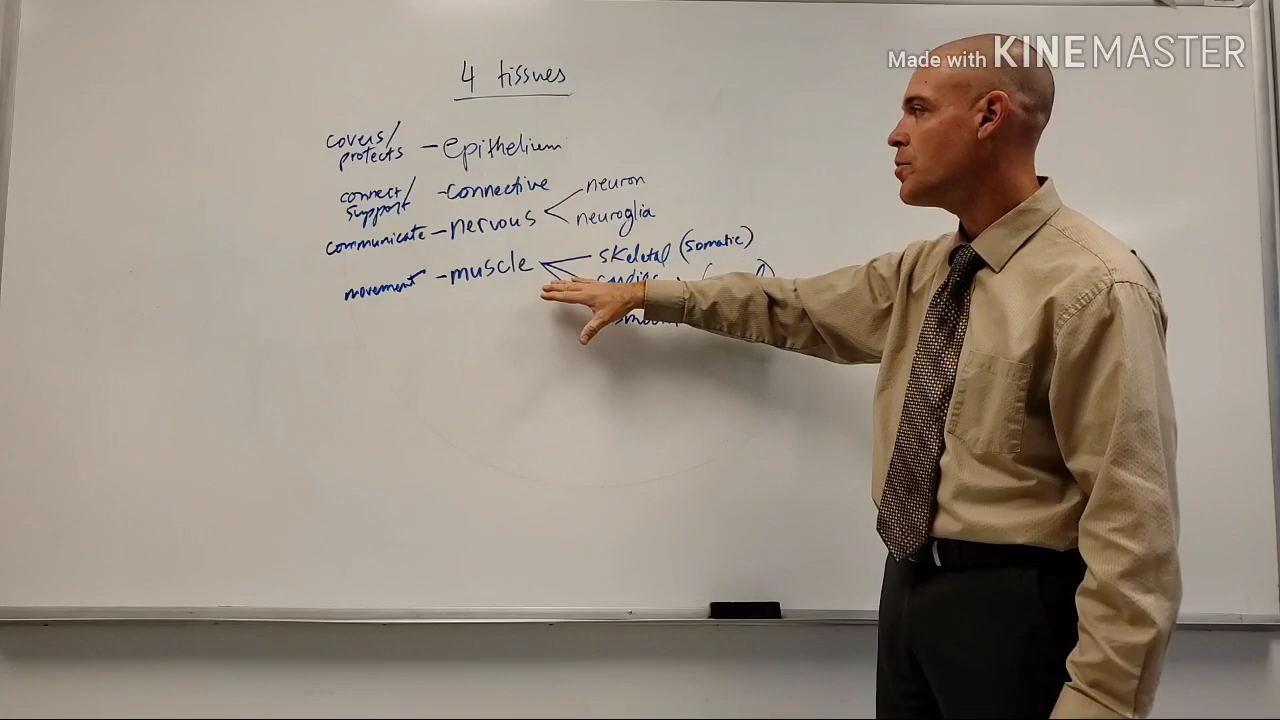 Made with KINEMASTER
4 tissues
covers/
protects - epithelium
connect/
support - connective
communicate - nervous
neuron
neuroglia
movement - muscle
skeletal (somatic)